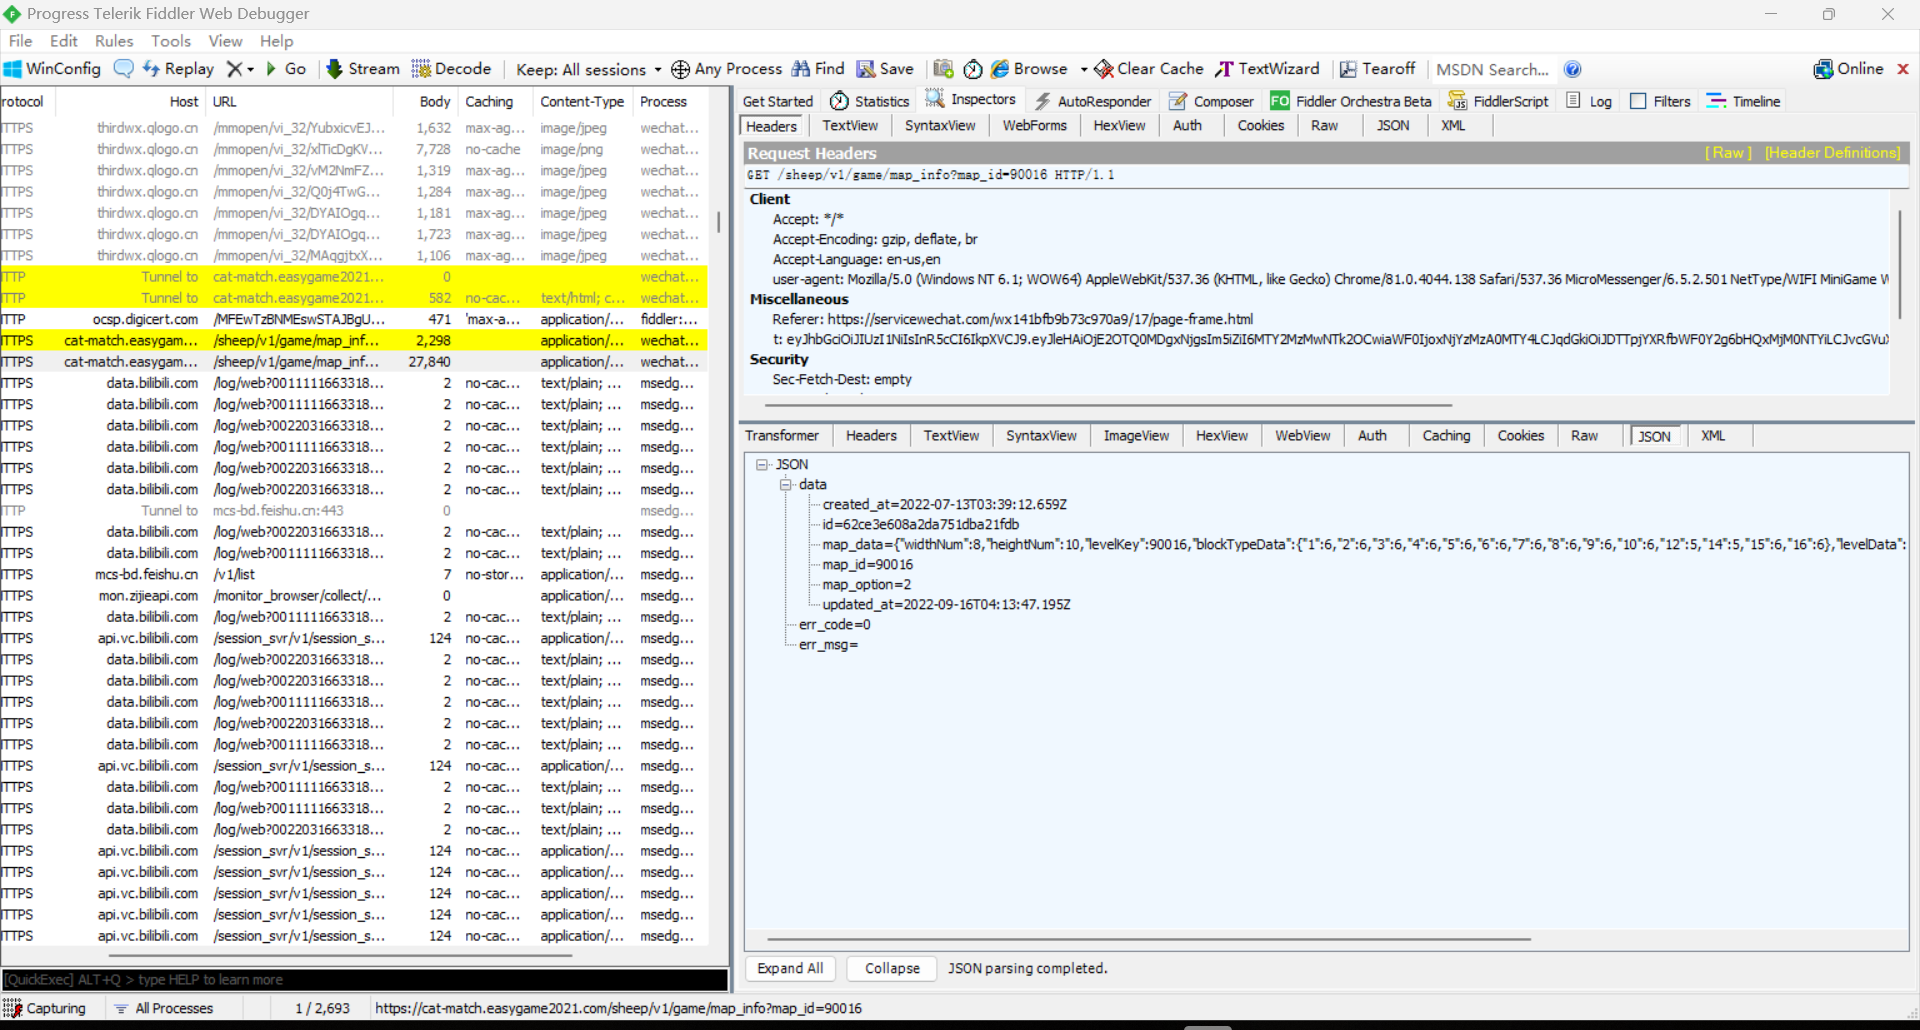 Progress Telerik Fiddler Web Debugger
File Edit Rules Tools View Help
WinConfig Replay Go Stream Decode Keep: All sessions Any Process Find Save Browse Clear Cache TextWizard Tearoff MSDN Search... Online
rotocol Host URL Body Caching Content-Type Process
TTPS thirdwx.qlogo.cn /mmopen/vi_32/YubxicvEJ... 1,632 max-ag... image/jpeg wechat...
TTPS thirdwx.qlogo.cn /mmopen/vi_32/xlTicDgKV... 7,728 no-cache image/png wechat...
TTPS thirdwx.qlogo.cn /mmopen/vi_32/vM2NmFZ... 1,319 max-ag... image/jpeg wechat...
TTPS thirdwx.qlogo.cn /mmopen/vi_32/Q0j4TwG... 1,284 max-ag... image/jpeg wechat...
TTPS thirdwx.qlogo.cn /mmopen/vi_32/DYAIOgq... 1,181 max-ag... image/jpeg wechat...
TTPS thirdwx.qlogo.cn /mmopen/vi_32/DYAIOgq... 1,723 max-ag... image/jpeg wechat...
TTPS thirdwx.qlogo.cn /mmopen/vi_32/MAqgjtxX... 1,106 max-ag... image/jpeg wechat...
TTP Tunnel to cat-match.easygame2021... 0 wechat...
TTP Tunnel to cat-match.easygame2021... 582 no-cac... text/html; c... wechat...
TTP ocsp.digicert.com /MFEwTzBNMEswSTAJBgU... 471 'max-a... application/... fiddler:...
TTPS cat-match.easygam... /sheep/v1/game/map_inf... 2,298 application/... wechat...
TTPS cat-match.easygam... /sheep/v1/game/map_inf... 27,840 application/... wechat...
TTPS data.bilibili.com /log/web?0011111663318... 2 no-cac... text/plain; ... msedg...
TTPS data.bilibili.com /log/web?0011111663318... 2 no-cac... text/plain; ... msedg...
TTPS data.bilibili.com /log/web?0022031663318... 2 no-cac... text/plain; ... msedg...
TTPS data.bilibili.com /log/web?0011111663318... 2 no-cac... text/plain; ... msedg...
TTPS data.bilibili.com /log/web?0022031663318... 2 no-cac... text/plain; ... msedg...
TTPS data.bilibili.com /log/web?0022031663318... 2 no-cac... text/plain; ... msedg...
TTP Tunnel to mcs-bd.feishu.cn:443 0 msedg...
TTPS data.bilibili.com /log/web?0022031663318... 2 no-cac... text/plain; ... msedg...
TTPS data.bilibili.com /log/web?0011111663318... 2 no-cac... text/plain; ... msedg...
TTPS mcs-bd.feishu.cn /v1/list 7 no-stor... application/... msedg...
TTPS mon.zijieapi.com /monitor_browser/collect/... 0 application/... msedg...
TTPS data.bilibili.com /log/web?0022031663318... 2 no-cac... text/plain; ... msedg...
TTPS api.vc.bilibili.com /session_svr/v1/session_s... 124 no-cac... application/... msedg...
TTPS data.bilibili.com /log/web?0022031663318... 2 no-cac... text/plain; ... msedg...
TTPS data.bilibili.com /log/web?0022031663318... 2 no-cac... text/plain; ... msedg...
TTPS data.bilibili.com /log/web?0011111663318... 2 no-cac... text/plain; ... msedg...
TTPS data.bilibili.com /log/web?0022031663318... 2 no-cac... text/plain; ... msedg...
TTPS data.bilibili.com /log/web?0011111663318... 2 no-cac... text/plain; ... msedg...
TTPS api.vc.bilibili.com /session_svr/v1/session_s... 124 no-cac... application/... msedg...
TTPS data.bilibili.com /log/web?0011111663318... 2 no-cac... text/plain; ... msedg...
TTPS data.bilibili.com /log/web?0011111663318... 2 no-cac... text/plain; ... msedg...
TTPS data.bilibili.com /log/web?0022031663318... 2 no-cac... text/plain; ... msedg...
TTPS api.vc.bilibili.com /session_svr/v1/session_s... 124 no-cac... application/... msedg...
TTPS api.vc.bilibili.com /session_svr/v1/session_s... 124 no-cac... application/... msedg...
TTPS api.vc.bilibili.com /session_svr/v1/session_s... 124 no-cac... application/... msedg...
TTPS api.vc.bilibili.com /session_svr/v1/session_s... 124 no-cac... application/... msedg...
TTPS api.vc.bilibili.com /session_svr/v1/session_s... 124 no-cac... application/... msedg...
[QuickExec] ALT+Q > type HELP to learn more
Get Started Statistics Inspectors AutoResponder Composer FO Fiddler Orchestra Beta FiddlerScript Log Filters Timeline
Headers TextView SyntaxView WebForms HexView Auth Cookies Raw JSON XML
Request Headers [ Raw ] [Header Definitions]
GET /sheep/v1/game/map_info?map_id=90016 HTTP/1.1
Client
Accept: */*
Accept-Encoding: gzip, deflate, br
Accept-Language: en-us,en
user-agent: Mozilla/5.0 (Windows NT 6.1; WOW64) AppleWebKit/537.36 (KHTML, like Gecko) Chrome/81.0.4044.138 Safari/537.36 MicroMessenger/6.5.2.501 NetType/WIFI MiniGame W
Miscellaneous
Referer: https://servicewechat.com/wx141bfb9b73c970a9/17/page-frame.html
Security
Sec-Fetch-Dest: empty
Transformer Headers TextView SyntaxView ImageView HexView WebView Auth Caching Cookies Raw JSON XML
JSON
data
created_at=2022-07-13T03:39:12.659Z
id=62ce3e608a2da751dba21fdb
map_data={"widthNum":8,"heightNum":10,"levelKey":90016,"blockTypeData":{"1":6,"2":6,"3":6,"4":6,"5":6,"6":6,"7":6,"8":6,"9":6,"10":6,"12":5,"14":5,"15":6,"16":6},"levelData":
map_id=90016
map_option=2
updated_at=2022-09-16T04:13:47.195Z
err_code=0
err_msg=
Expand All Collapse JSON parsing completed.
Capturing All Processes 1 / 2,693 https://cat-match.easygame2021.com/sheep/v1/game/map_info?map_id=90016